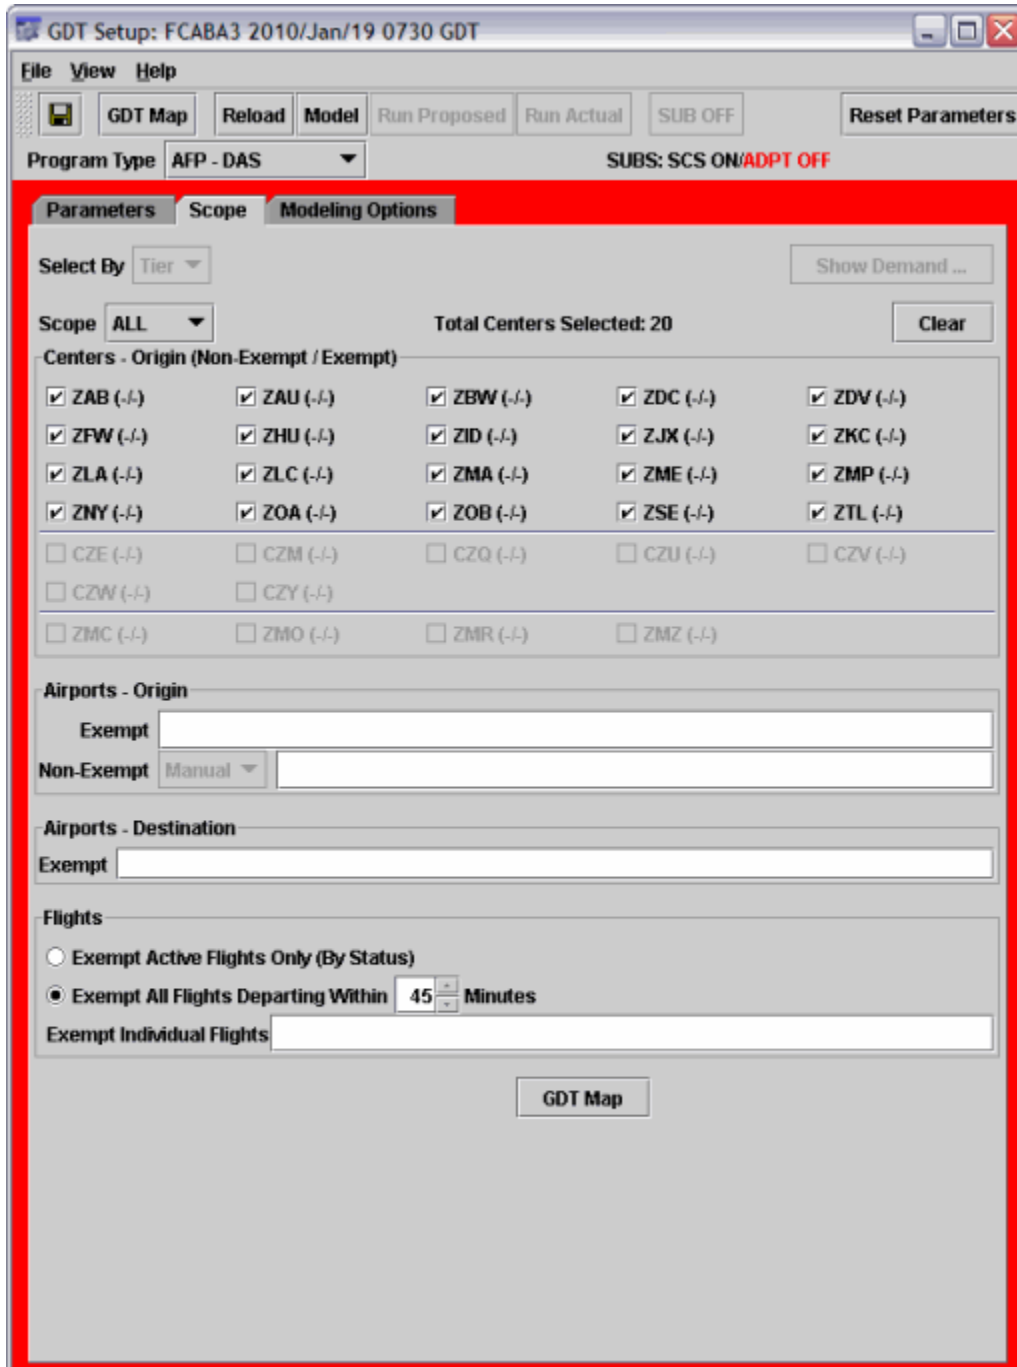 GDT Setup: FCABA3 2010/Jan/19 0730 GDT
File View Help
GDT Map Reload Model Run Proposed Run Actual SUB OFF Reset Parameters
Program Type AFP - DAS SUBS: SCS ON/ADPT OFF
Parameters Scope Modeling Options
Select By Tier Show Demand ...
Scope ALL Total Centers Selected: 20 Clear
Centers - Origin (Non-Exempt / Exempt)
ZAB (-/-) ZAU (-/-) ZBW (-/-) ZDC (-/-) ZDV (-/-)
ZFW (-/-) ZHU (-/-) ZID (-/-) ZJX (-/-) ZKC (-/-)
ZLA (-/-) ZLC (-/-) ZMA (-/-) ZME (-/-) ZMP (-/-)
ZNY (-/-) ZOA (-/-) ZOB (-/-) ZSE (-/-) ZTL (-/-)
CZE (-/-) CZM (-/-) CZQ (-/-) CZU (-/-) CZV (-/-)
CZW (-/-) CZY (-/-)
ZMC (-/-) ZMO (-/-) ZMR (-/-) ZMZ (-/-)
Airports - Origin
Exempt
Non-Exempt Manual
Airports - Destination
Exempt
Flights
Exempt Active Flights Only (By Status)
Exempt All Flights Departing Within 45 Minutes
Exempt Individual Flights
GDT Map